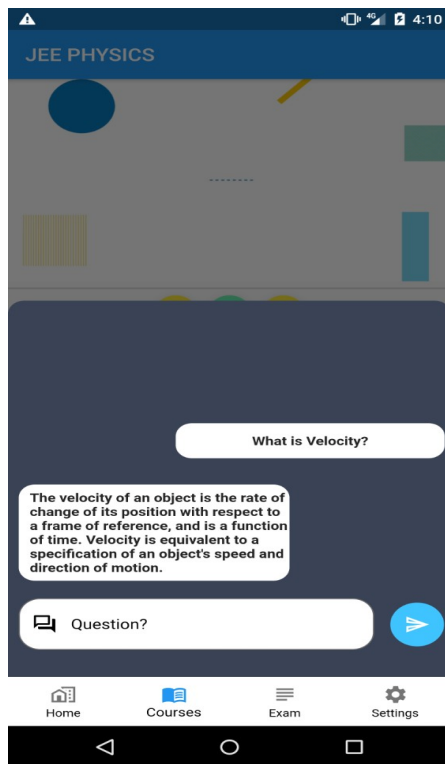 4G 4:10
JEE PHYSICS
What is Velocity?
The velocity of an object is the rate of
change of its position with respect to
a frame of reference, and is a function
of time. Velocity is equivalent to a
specification of an object's speed and
direction of motion.
Question?
Home Courses Exam Settings